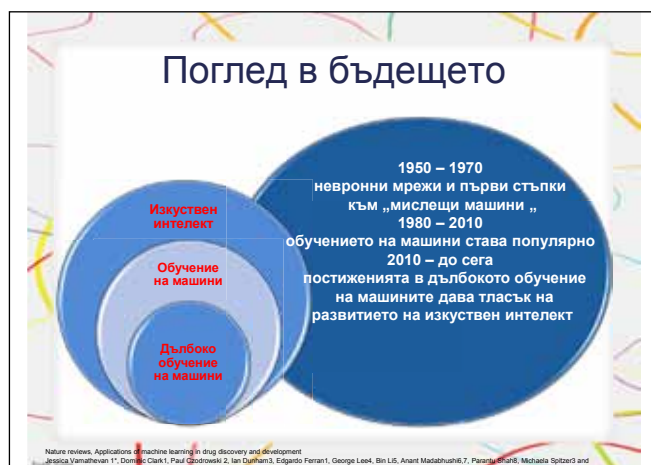 Поглед в бъдещето
Изкуствен
интелект
Обучение
на машини
Дълбоко
обучение
на машини
1950 – 1970
невронни мрежи и първи стъпки
към „мислещи машини „
1980 – 2010
обучението на машини става популярно
2010 – до сега
постиженията в дълбокото обучение
на машините дава тласък на
развитието на изкуствен интелект
Nature reviews, Applications of machine learning in drug discovery and development
Jessica Vamathevan 1*, Dominic Clark1, Paul Czodrowski 2, Ian Dunham3, Edgardo Ferran1, George Lee4, Bin Li5, Anant Madabhushi6,7, Parantu Shah8, Michaela Spitzer3 and